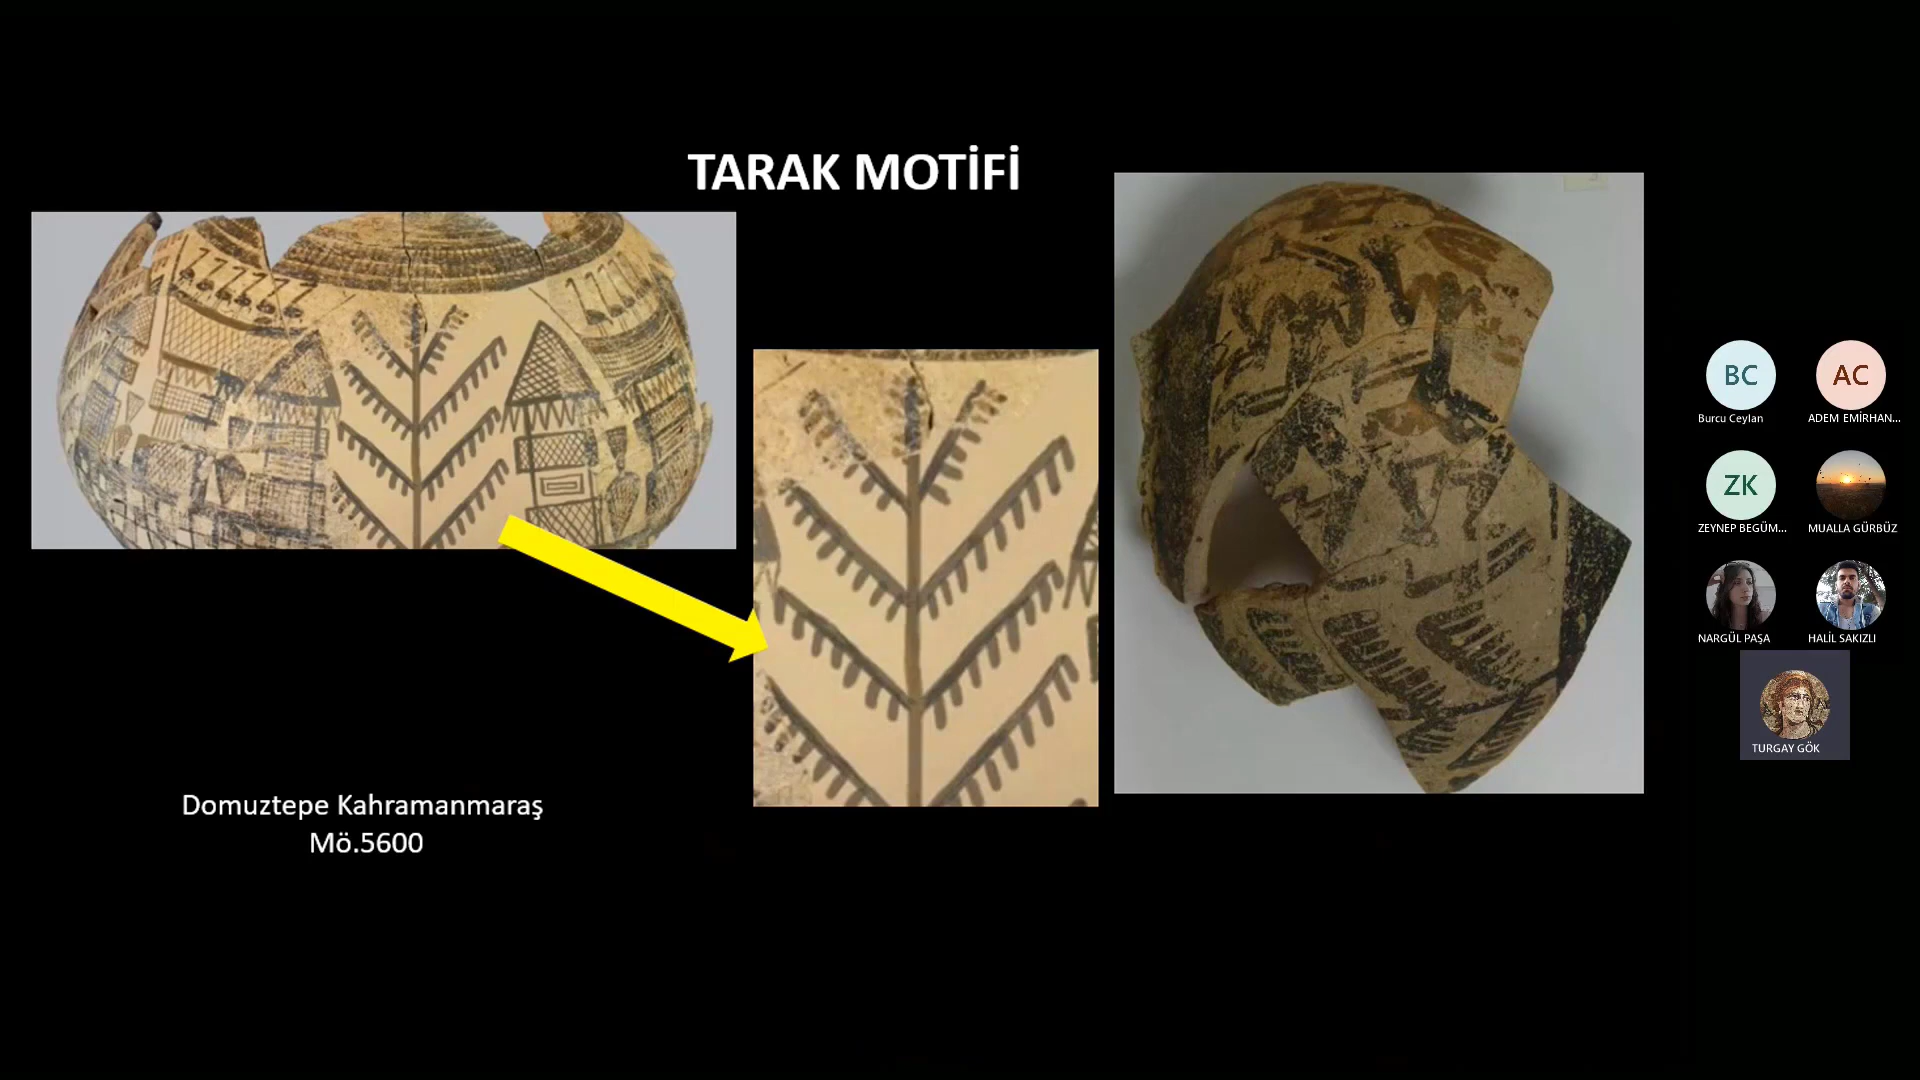 TARAK MOTİFİ
Domuztepe Kahramanmaraş
Mö.5600
BC
Burcu Ceylan
AC
ADEM EMİRHAN...
ZK
ZEYNEP BEGÜM...
MUALLA GÜRBÜZ
NARGÜL PAŞA
HALİL SAKIZLI
TURGAY GÖK